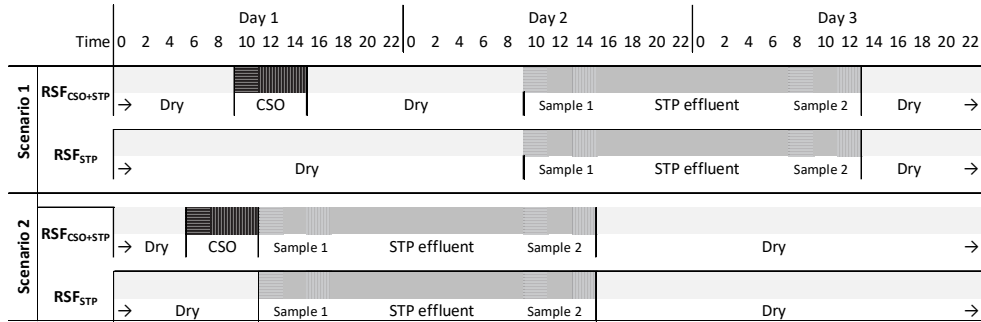 Day 1 Day 2 Day 3
Time 0 2 4 6 8 10 12 14 16 18 20 22 0 2 4 6 8 10 12 14 16 18 20 22 0 2 4 6 8 10 12 14 16 18 20 22
Scenario 1
RSF_CSO+STP
→ Dry CSO Dry Sample 1 STP effluent Sample 2 Dry →
RSF_STP
→ Dry Sample 1 STP effluent Sample 2 Dry →
Scenario 2
RSF_CSO+STP
→ Dry CSO Sample 1 STP effluent Sample 2 Dry →
RSF_STP
→ Dry Sample 1 STP effluent Sample 2 Dry →